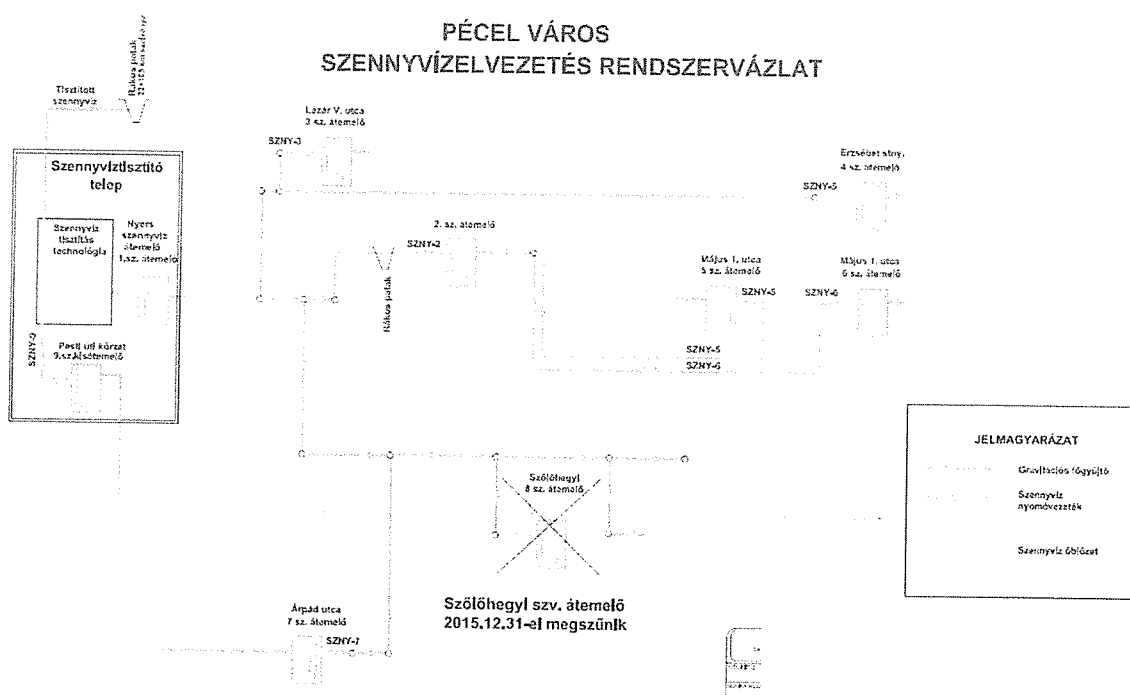 PÉCEL VÁROS
SZENNYVÍZELVEZETÉS RENDSZERVÁZLAT
Tisztított
szennyvíz
Rákos patak
Szennyvíztisztító
telep
Szennyvíz
tisztítás
technológia
Nyers
szennyvíz
átemelő
1.sz. átemelő
SZNY-9
Pesti úti körzet
9.sz.kisátemelő
Lázár V. utca
3 sz. átemelő
SZNY-3
2. sz. átemelő
SZNY-2
Rákos patak
Erzsébet stny.
4 sz. átemelő
SZNY-5
Május 1. utca
5 sz. átemelő
SZNY-5
Május 1. utca
6 sz. átemelő
SZNY-6
SZNY-5
SZNY-6
Szőlőhegyi
8 sz. átemelő
Szőlőhegyi szv. átemelő
2015.12.31-el megszűnik
Árpád utca
7 sz. átemelő
SZNY-7
JELMAGYARÁZAT
Gravitációs főgyűjtő
Szennyvíz
nyomóvezeték
Szennyvíz öblözet